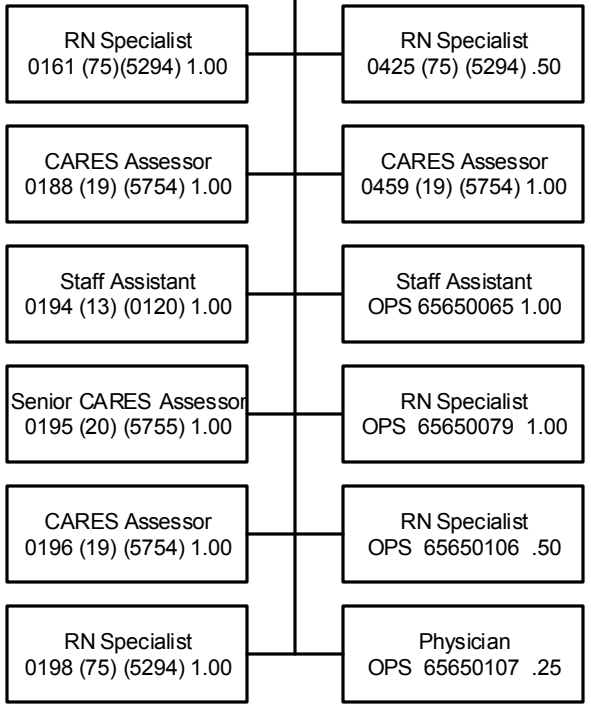 RN Specialist
0161 (75)(5294) 1.00
RN Specialist
0425 (75) (5294) .50
CARES Assessor
0188 (19) (5754) 1.00
CARES Assessor
0459 (19) (5754) 1.00
Staff Assistant
0194 (13) (0120) 1.00
Staff Assistant
OPS 65650065 1.00
Senior CARES Assessor
0195 (20) (5755) 1.00
RN Specialist
OPS 65650079 1.00
CARES Assessor
0196 (19) (5754) 1.00
RN Specialist
OPS 65650106 .50
RN Specialist
0198 (75) (5294) 1.00
Physician
OPS 65650107 .25